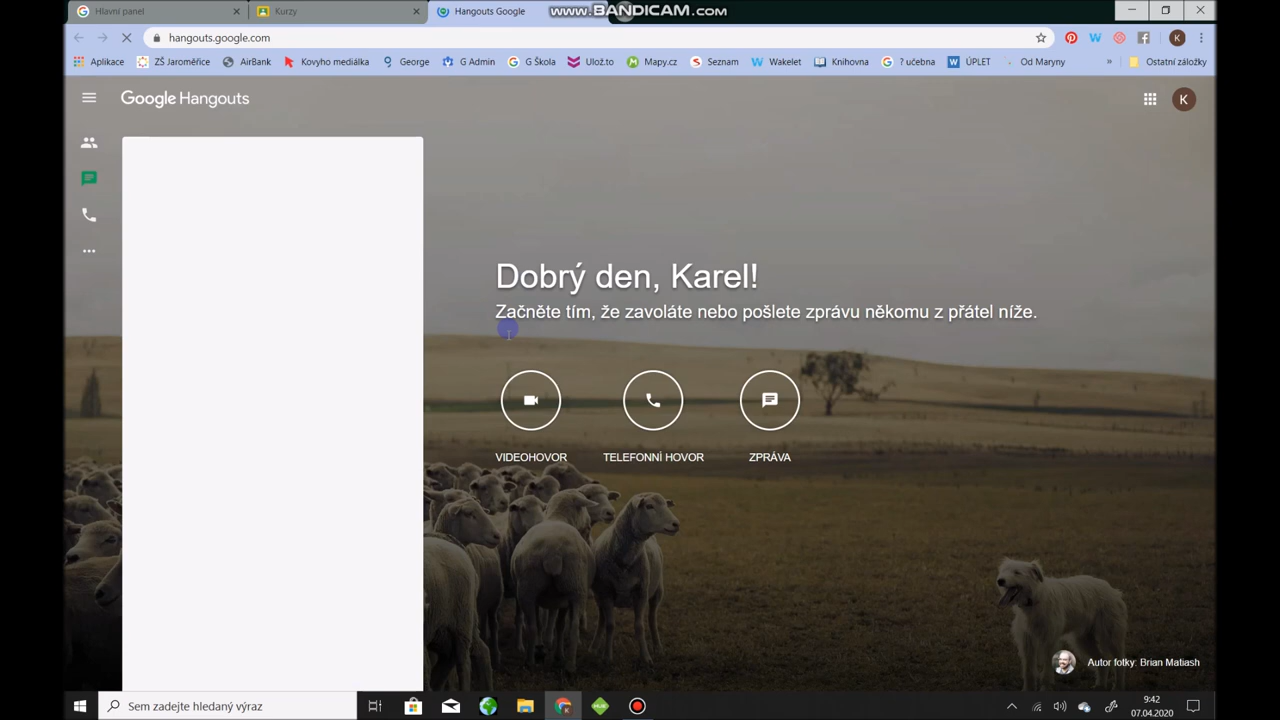 Hlavní panel
Kurzy
Hangouts Google
www.BANDICAM.com
hangouts.google.com
K
Aplikace
ZŠ Jaroměřice
AirBank
Kovyho mediálka
George
G Admin
G Škola
Ulož.to
Mapy.cz
Seznam
Wakelet
Knihovna
? učebna
ÚPLET
Od Maryny
»
Ostatní záložky
Google Hangouts
K
Dobrý den, Karel!
Začněte tím, že zavoláte nebo pošlete zprávu někomu z přátel níže.
VIDEOHOVOR
TELEFONNÍ HOVOR
ZPRÁVA
Autor fotky: Brian Matiash
Sem zadejte hledaný výraz
9:42
07.04.2020